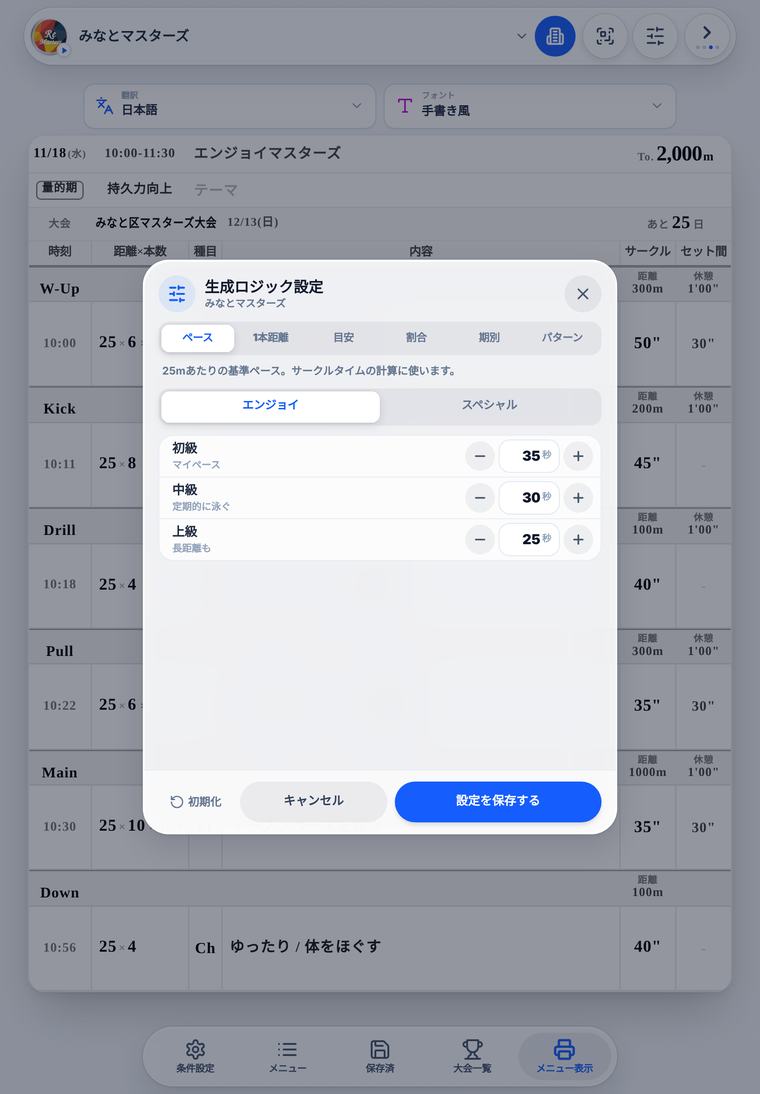 みなとマスターズ
翻訳
日本語
フォント
手書き風
11/18(水) 10:00-11:30 エンジョイマスターズ To. 2,000m
量的期 持久力向上 テーマ
大会 みなと区マスターズ大会 12/13(日) あと 25 日
時刻 距離×本数 種目 内容 サークル セット間
W-Up 距離 300m 休憩 1'00"
10:00 25×6 50" 30"
Kick 距離 200m 休憩 1'00"
10:11 25×8 45" -
Drill 距離 100m 休憩 1'00"
10:18 25×4 40" -
Pull 距離 300m 休憩 1'00"
10:22 25×6 35" 30"
Main 距離 1000m 休憩 1'00"
10:30 25×10 35" 30"
Down 距離 100m
10:56 25×4 Ch ゆったり / 体をほぐす 40" -
生成ロジック設定
みなとマスターズ
ペース 1本距離 目安 割合 期別 パターン
25mあたりの基準ペース。サークルタイムの計算に使います。
エンジョイ スペシャル
初級
マイペース
35 秒
中級
定期的に泳ぐ
30 秒
上級
長距離も
25 秒
初期化 キャンセル 設定を保存する
条件設定 メニュー 保存済 大会一覧 メニュー表示